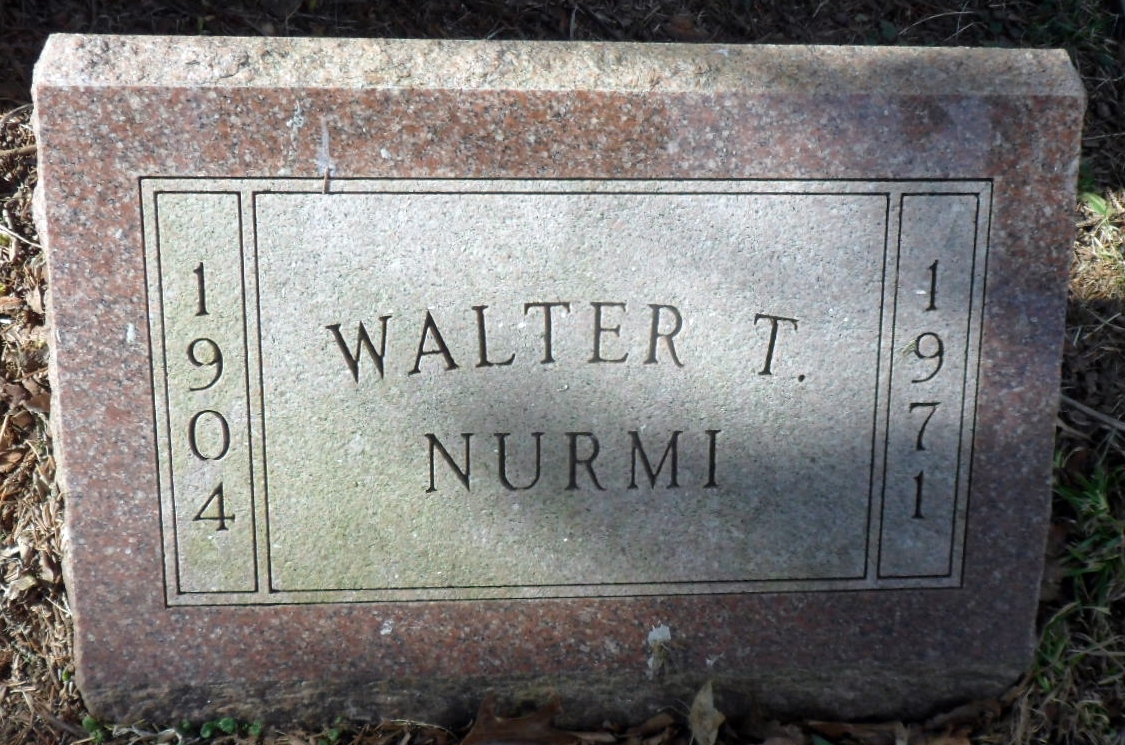 1904
WALTER T.
NURMI
1971